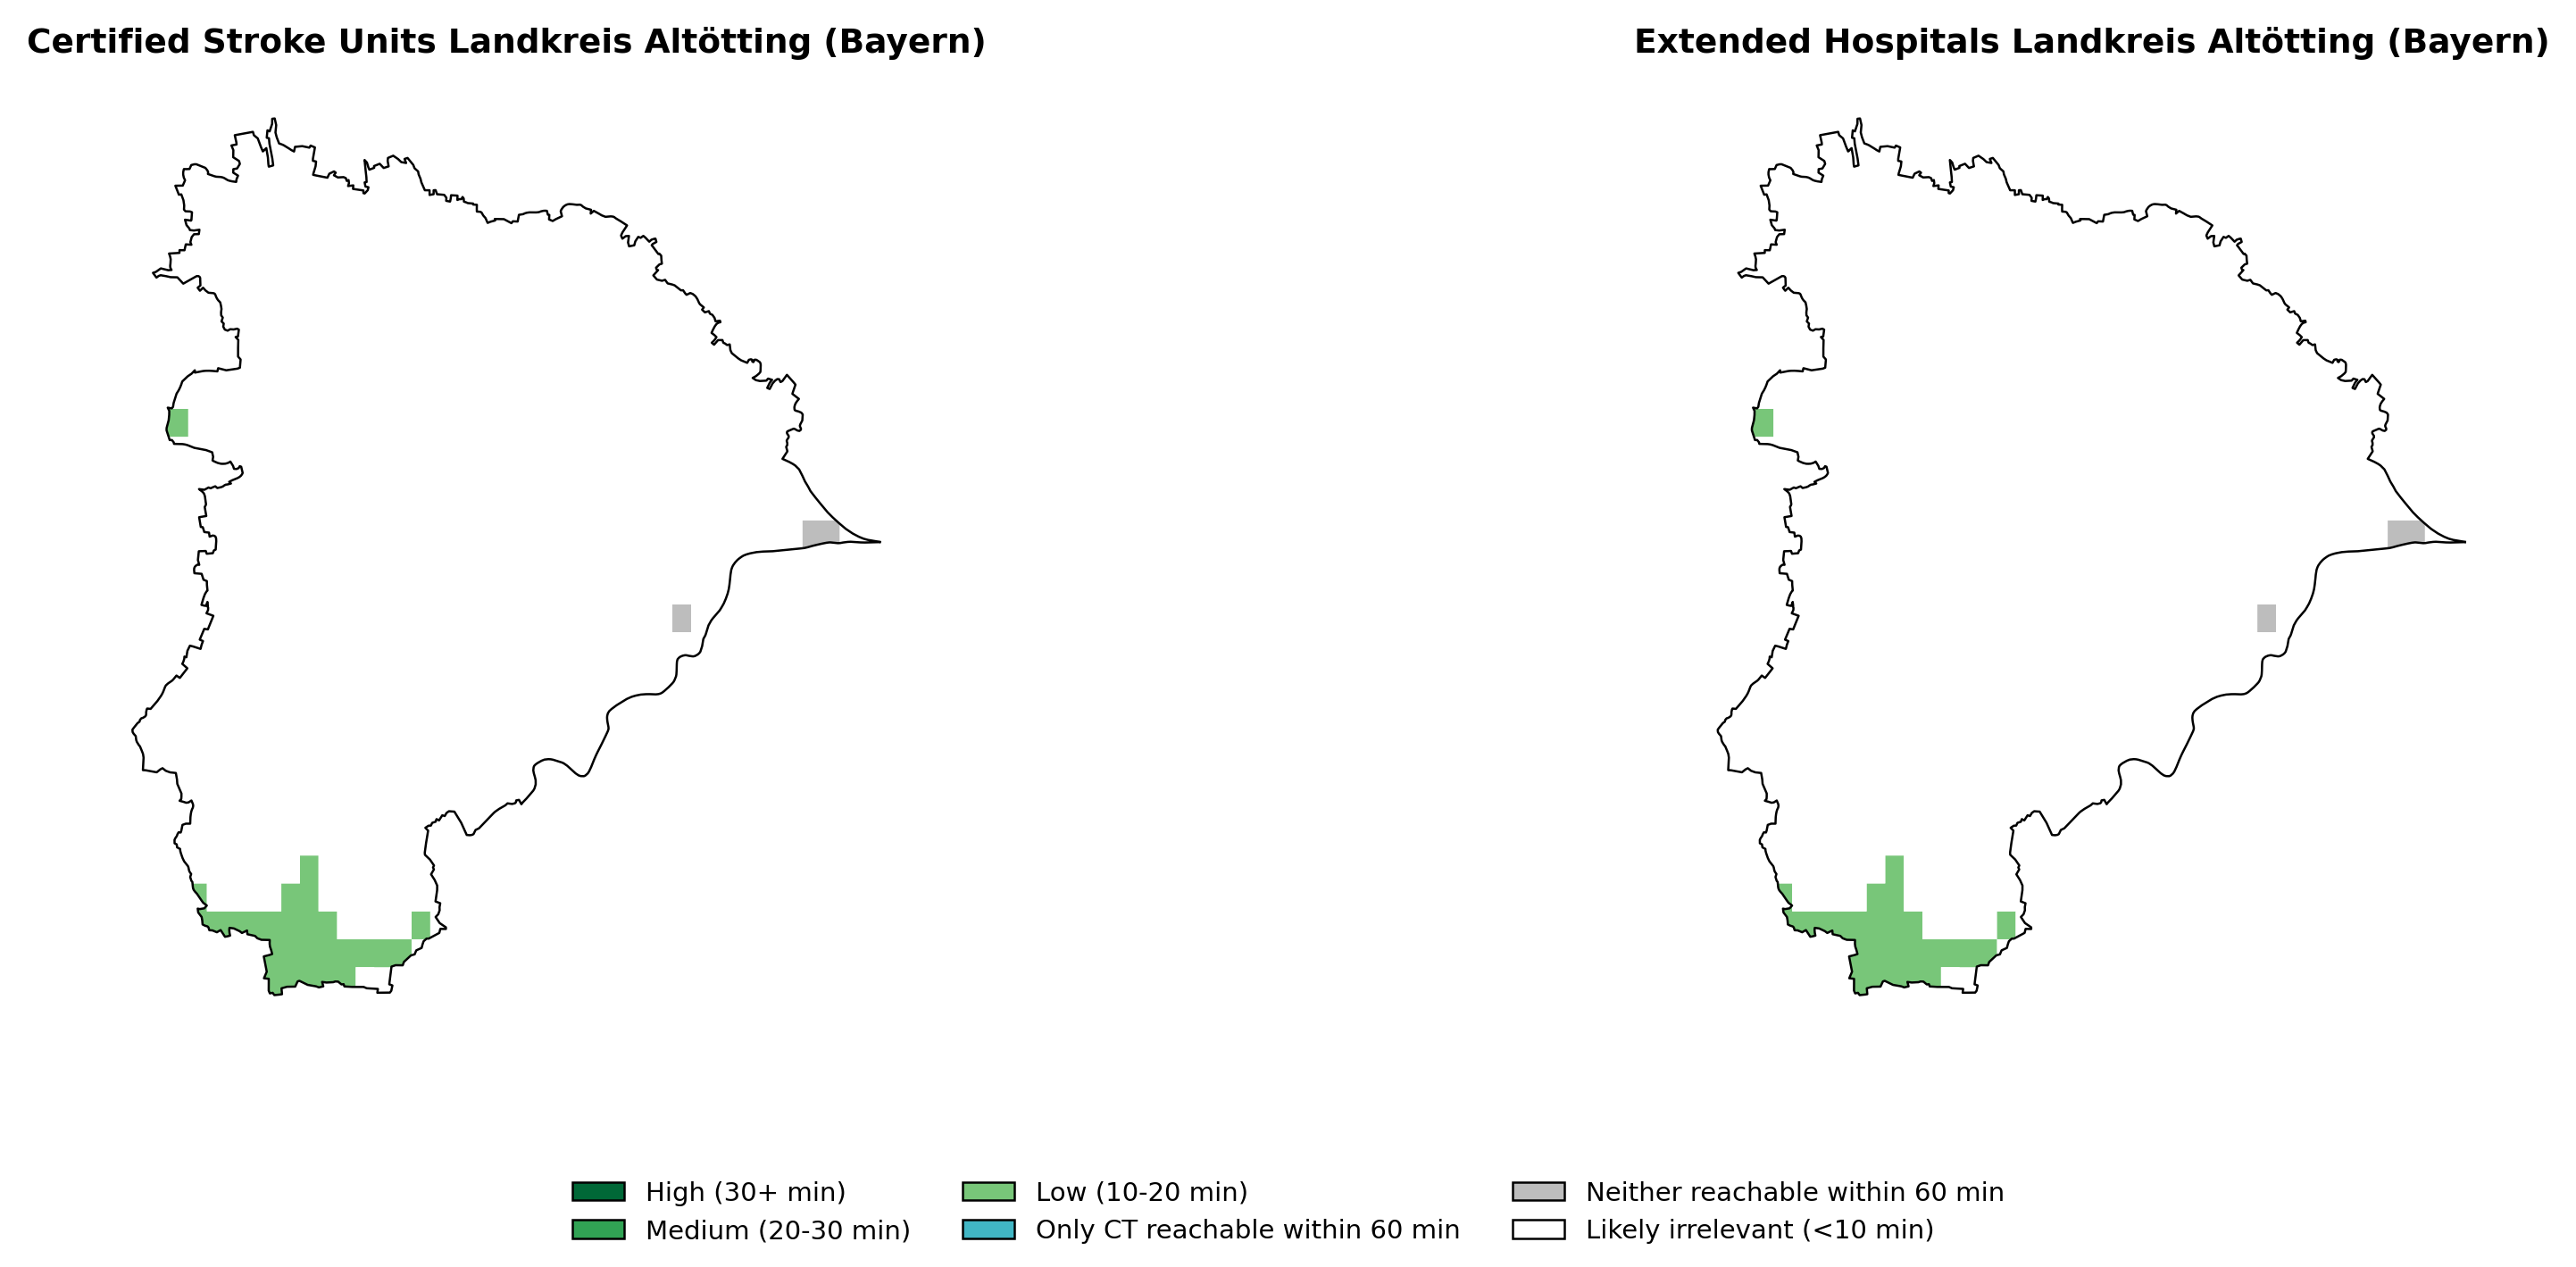 Certified Stroke Units Landkreis Altötting (Bayern)
Extended Hospitals Landkreis Altötting (Bayern)
High (30+ min)
Medium (20-30 min)
Low (10-20 min)
Only CT reachable within 60 min
Neither reachable within 60 min
Likely irrelevant (<10 min)